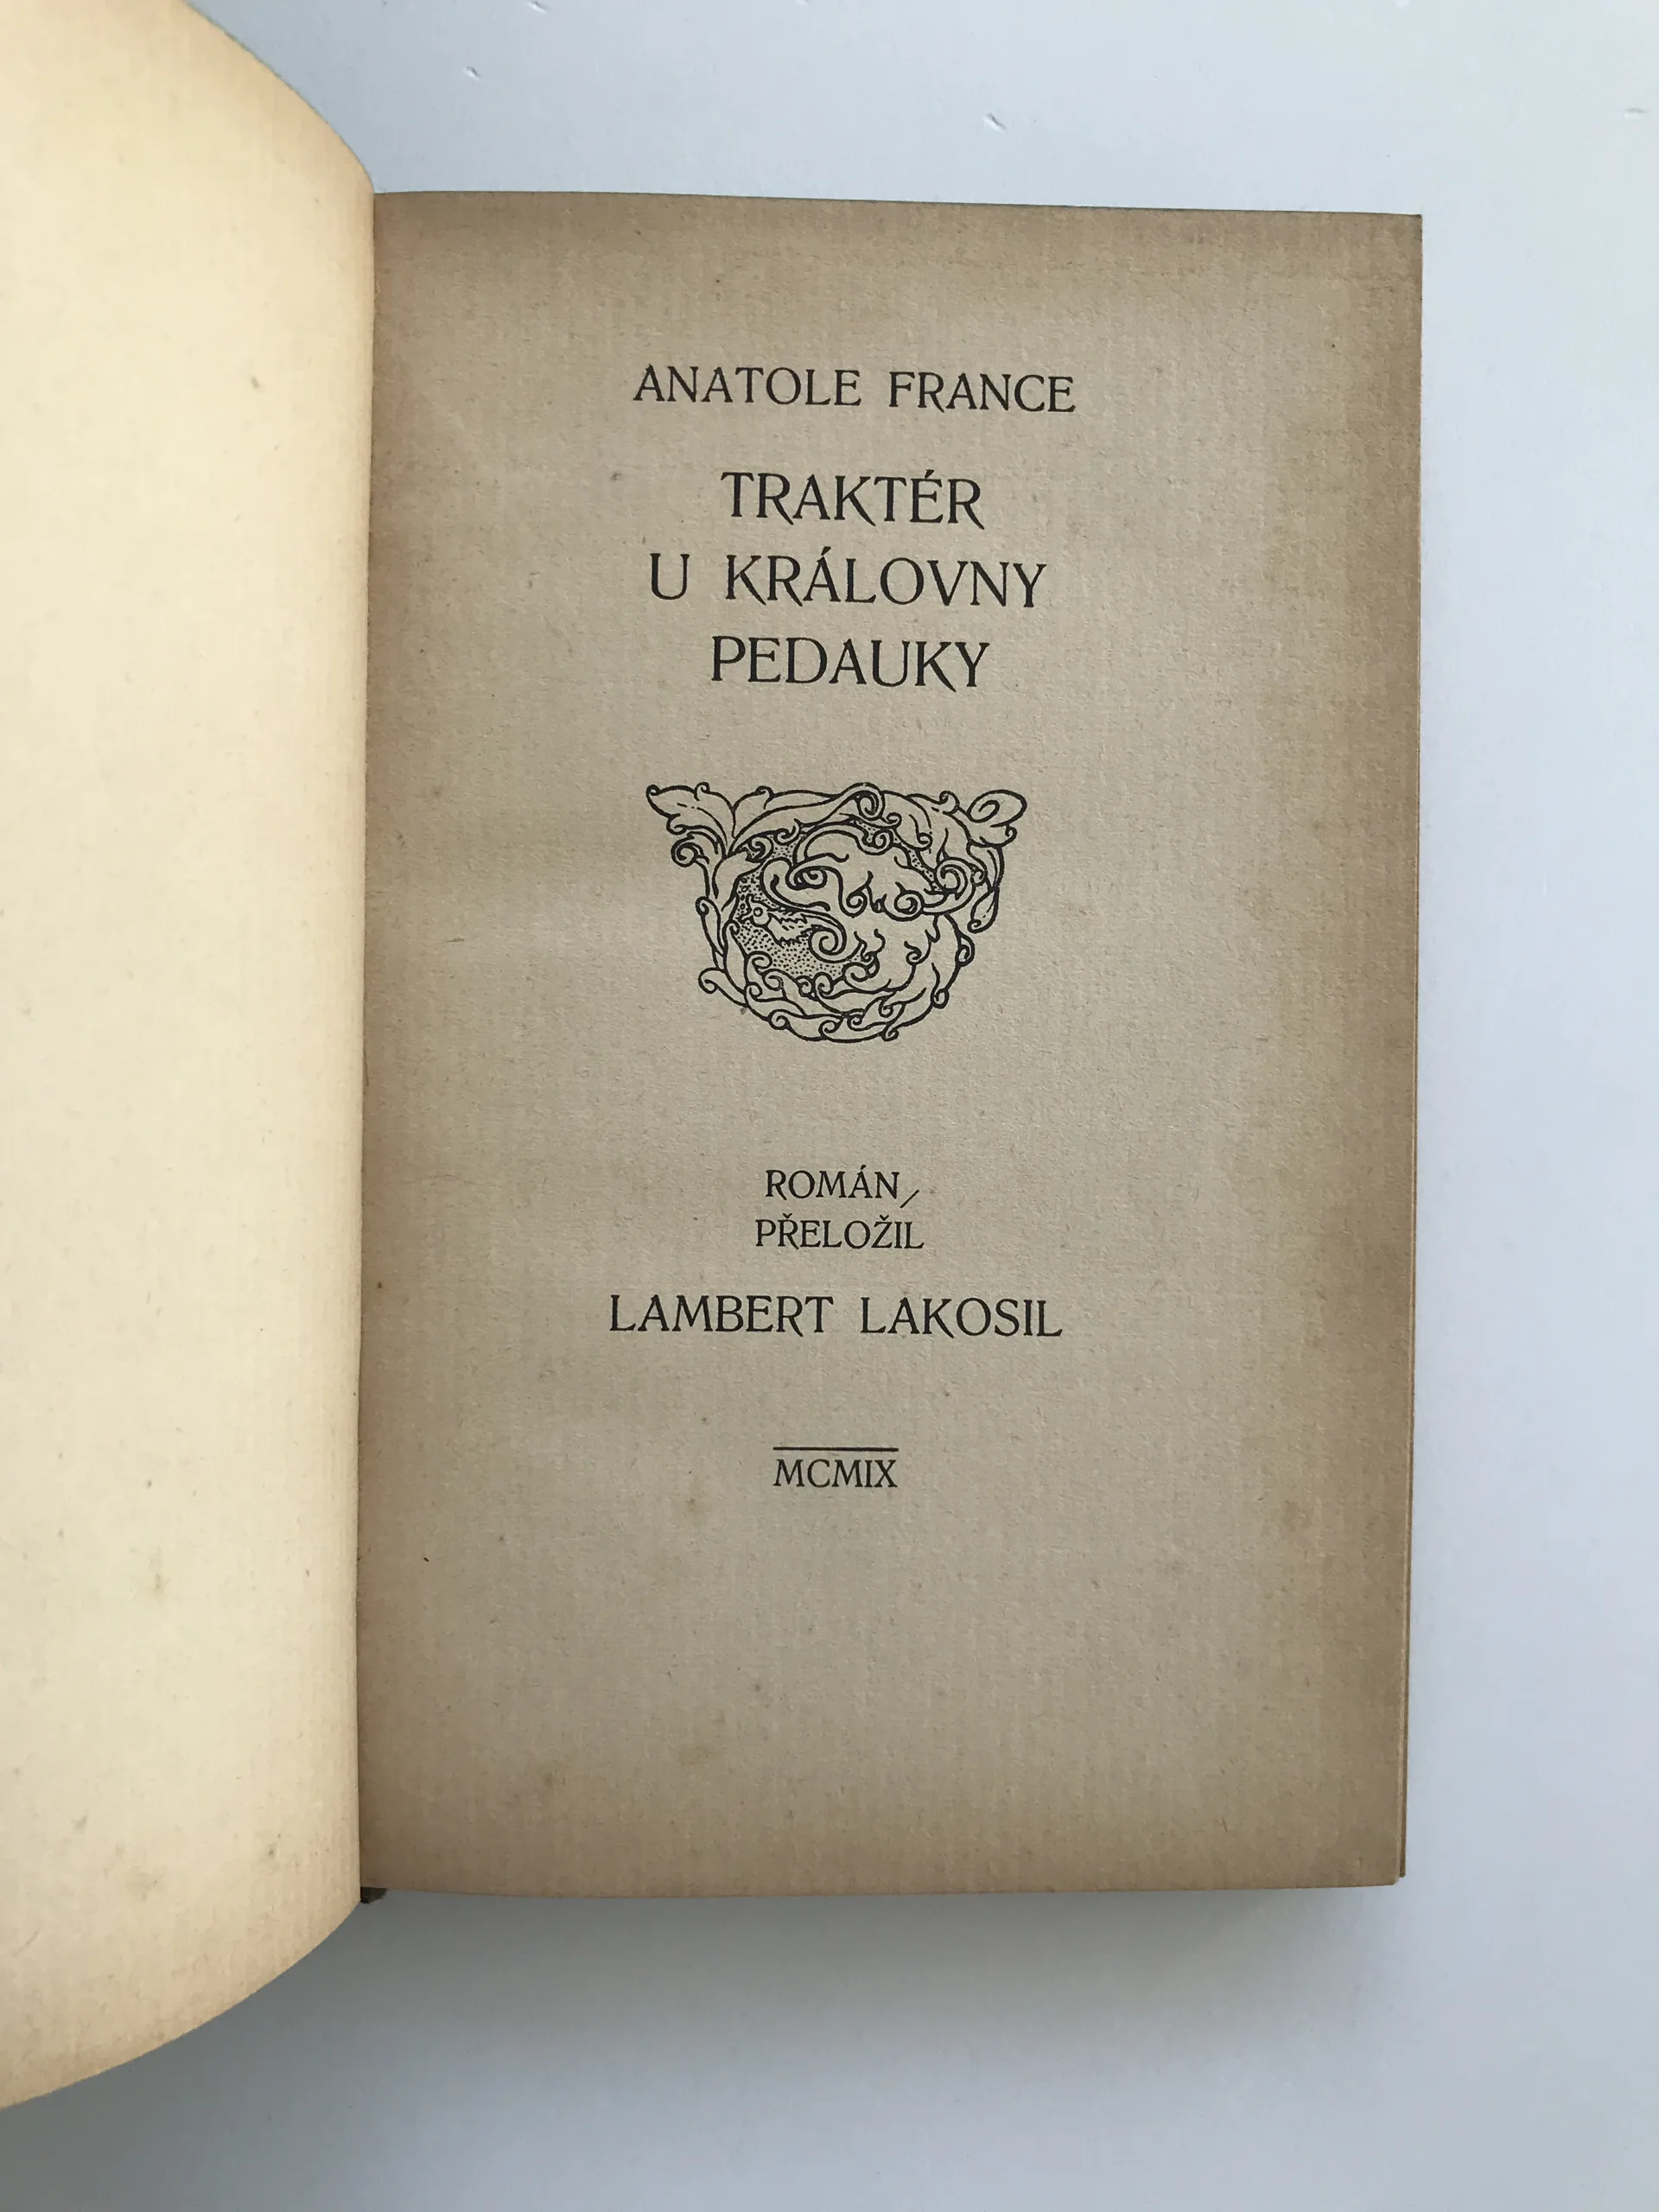 ANATOLE FRANCE
TRAKTÉR
U KRÁLOVNY
PEDAUKY
ROMÁN,
PŘELOŽIL
LAMBERT LAKOSIL
MCMIX